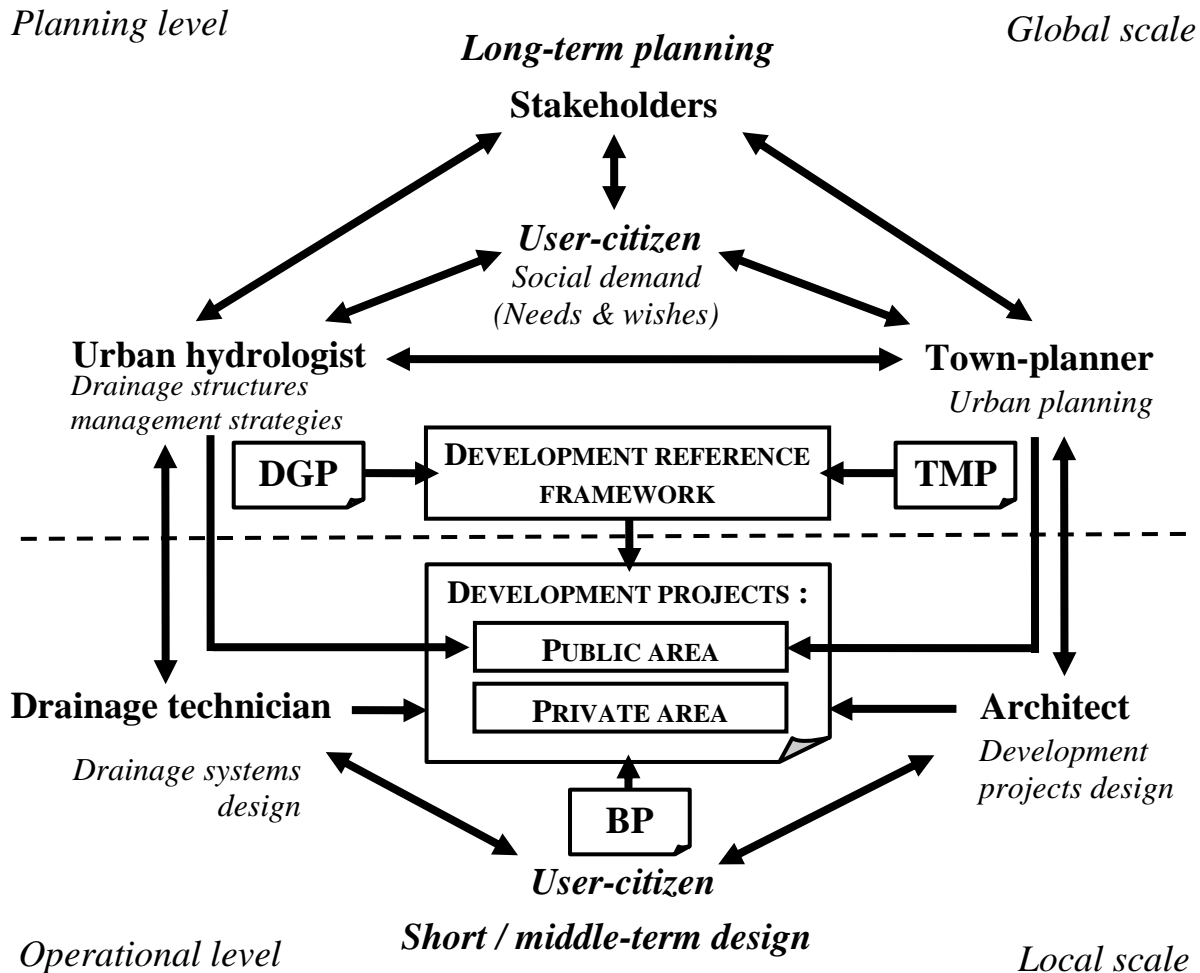 Planning level
Global scale
Long-term planning
Stakeholders
User-citizen
Social demand
(Needs & wishes)
Urban hydrologist
Drainage structures
management strategies
Town-planner
Urban planning
DGP
DEVELOPMENT REFERENCE
FRAMEWORK
TMP
DEVELOPMENT PROJECTS :
PUBLIC AREA
PRIVATE AREA
Drainage technician
Drainage systems
design
Architect
Development
projects design
BP
User-citizen
Short / middle-term design
Operational level
Local scale